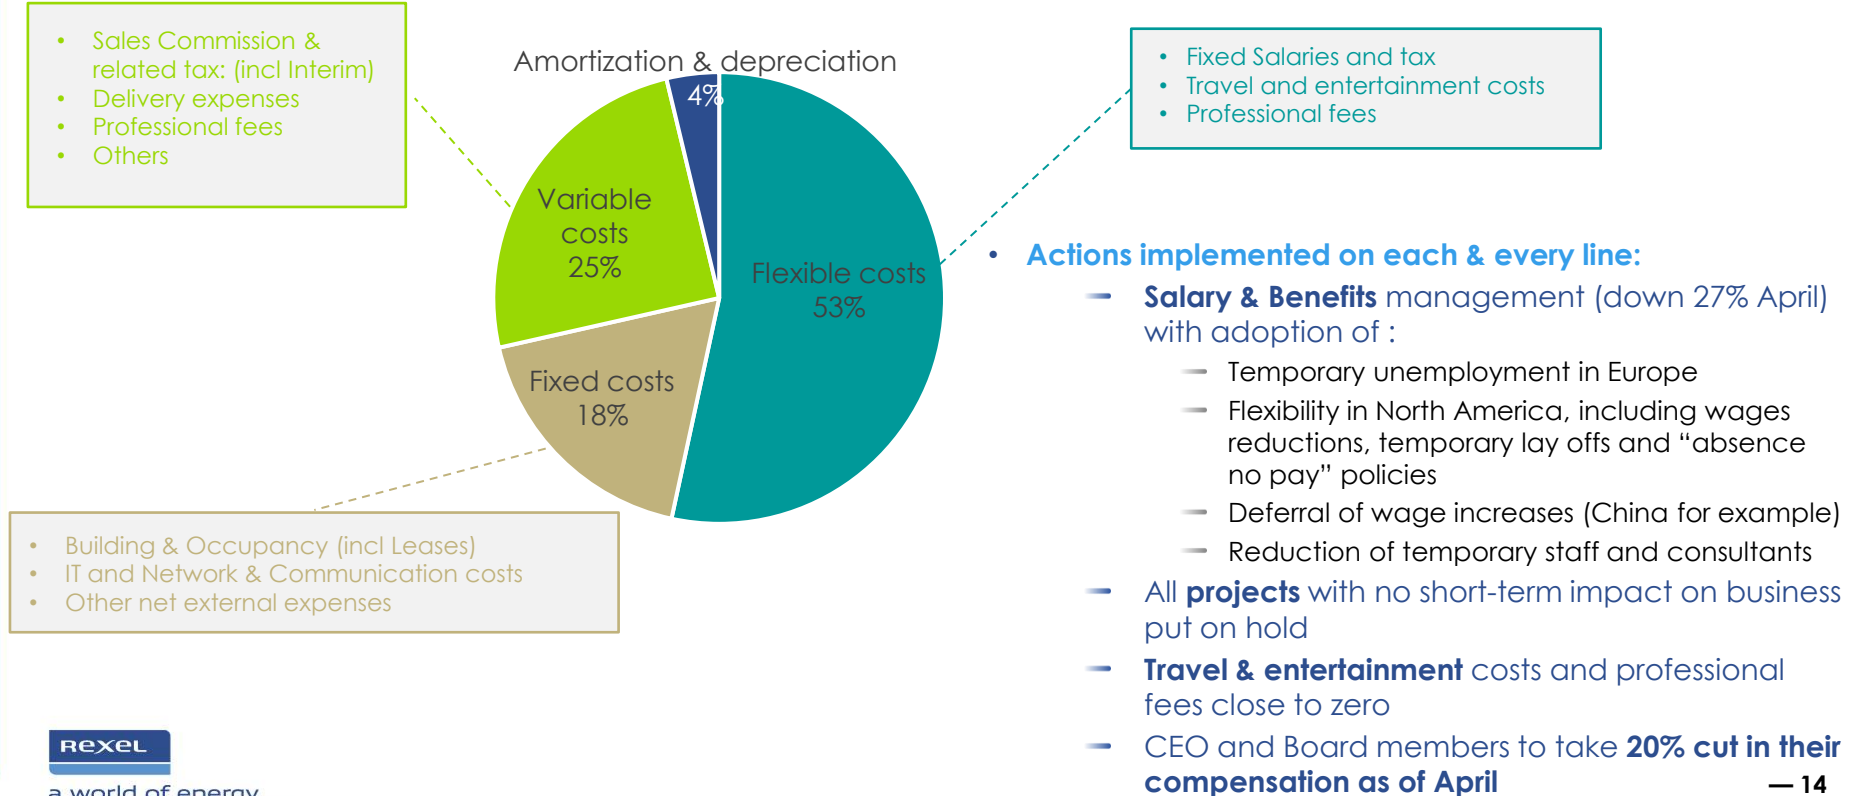 • Sales Commission &
related tax: (incl Interim)
• Delivery expenses
• Professional fees
• Others
Amortization & depreciation
4%
Variable
costs
25%
Flexible costs
53%
Fixed costs
18%
• Fixed Salaries and tax
• Travel and entertainment costs
• Professional fees
• Building & Occupancy (incl Leases)
• IT and Network & Communication costs
• Other net external expenses
• Actions implemented on each & every line:
— Salary & Benefits management (down 27% April)
with adoption of :
— Temporary unemployment in Europe
— Flexibility in North America, including wages
reductions, temporary lay offs and “absence
no pay” policies
— Deferral of wage increases (China for example)
— Reduction of temporary staff and consultants
— All projects with no short-term impact on business
put on hold
— Travel & entertainment costs and professional
fees close to zero
— CEO and Board members to take 20% cut in their
compensation as of April
REXEL
a world of energy
— 14